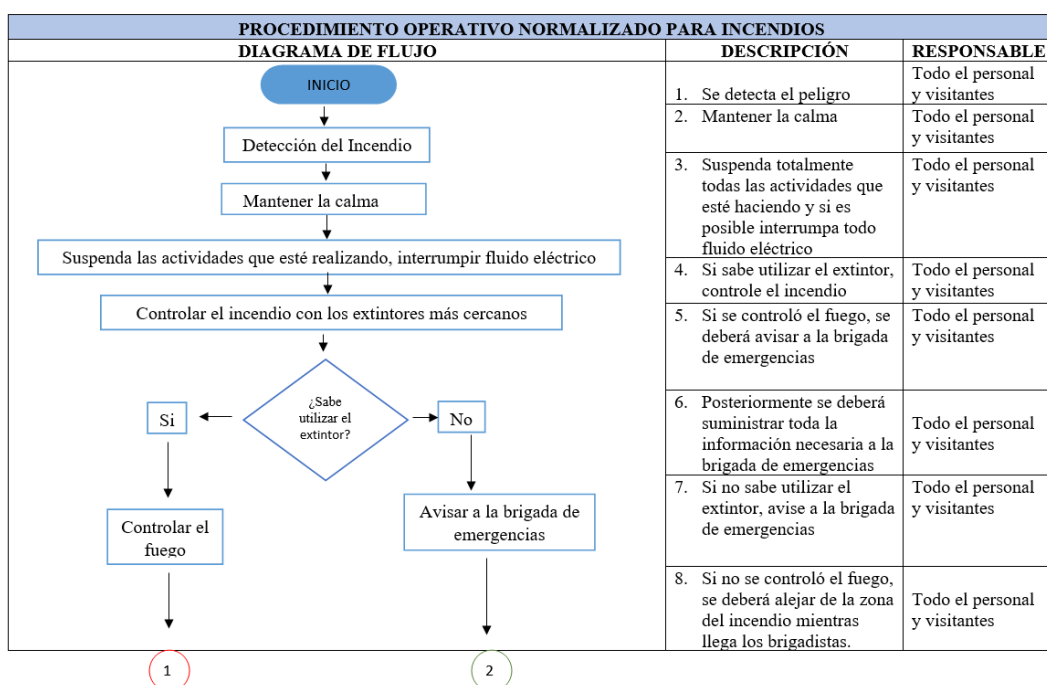 PROCEDIMIENTO OPERATIVO NORMALIZADO PARA INCENDIOS
DIAGRAMA DE FLUJO
DESCRIPCIÓN
RESPONSABLE
INICIO
Detección del Incendio
Mantener la calma
Suspenda las actividades que esté realizando, interrumpir fluido eléctrico
Controlar el incendio con los extintores más cercanos
¿Sabe
utilizar el
extintor?
Si
No
Controlar el
fuego
Avisar a la brigada de
emergencias
1
2
1. Se detecta el peligro
Todo el personal
y visitantes
2. Mantener la calma
Todo el personal
y visitantes
3. Suspenda totalmente
todas las actividades que
esté haciendo y si es
posible interrumpa todo
fluido eléctrico
Todo el personal
y visitantes
4. Si sabe utilizar el extintor,
controle el incendio
Todo el personal
y visitantes
5. Si se controló el fuego, se
deberá avisar a la brigada
de emergencias
Todo el personal
y visitantes
6. Posteriormente se deberá
suministrar toda la
información necesaria a la
brigada de emergencias
Todo el personal
y visitantes
7. Si no sabe utilizar el
extintor, avise a la brigada
de emergencias
Todo el personal
y visitantes
8. Si no se controló el fuego,
se deberá alejar de la zona
del incendio mientras
llega los brigadistas.
Todo el personal
y visitantes